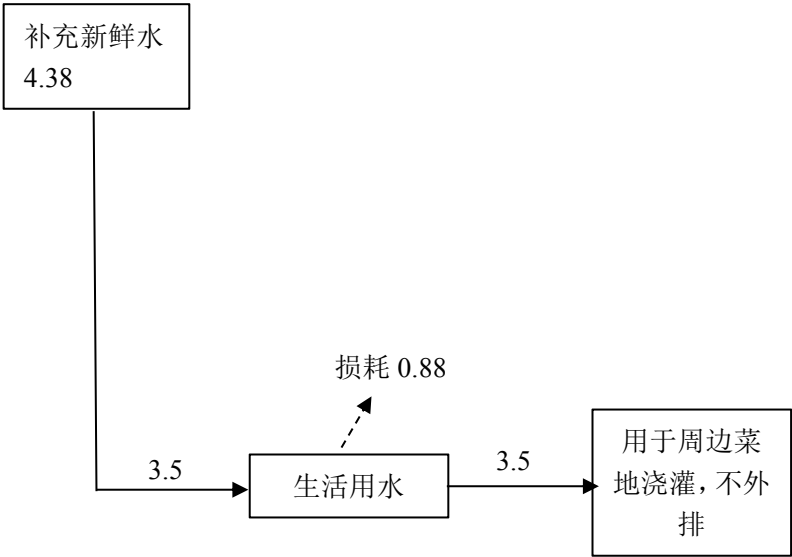 补充新鲜水
4.38
损耗 0.88
3.5
生活用水
3.5
用于周边菜
地浇灌，不外
排